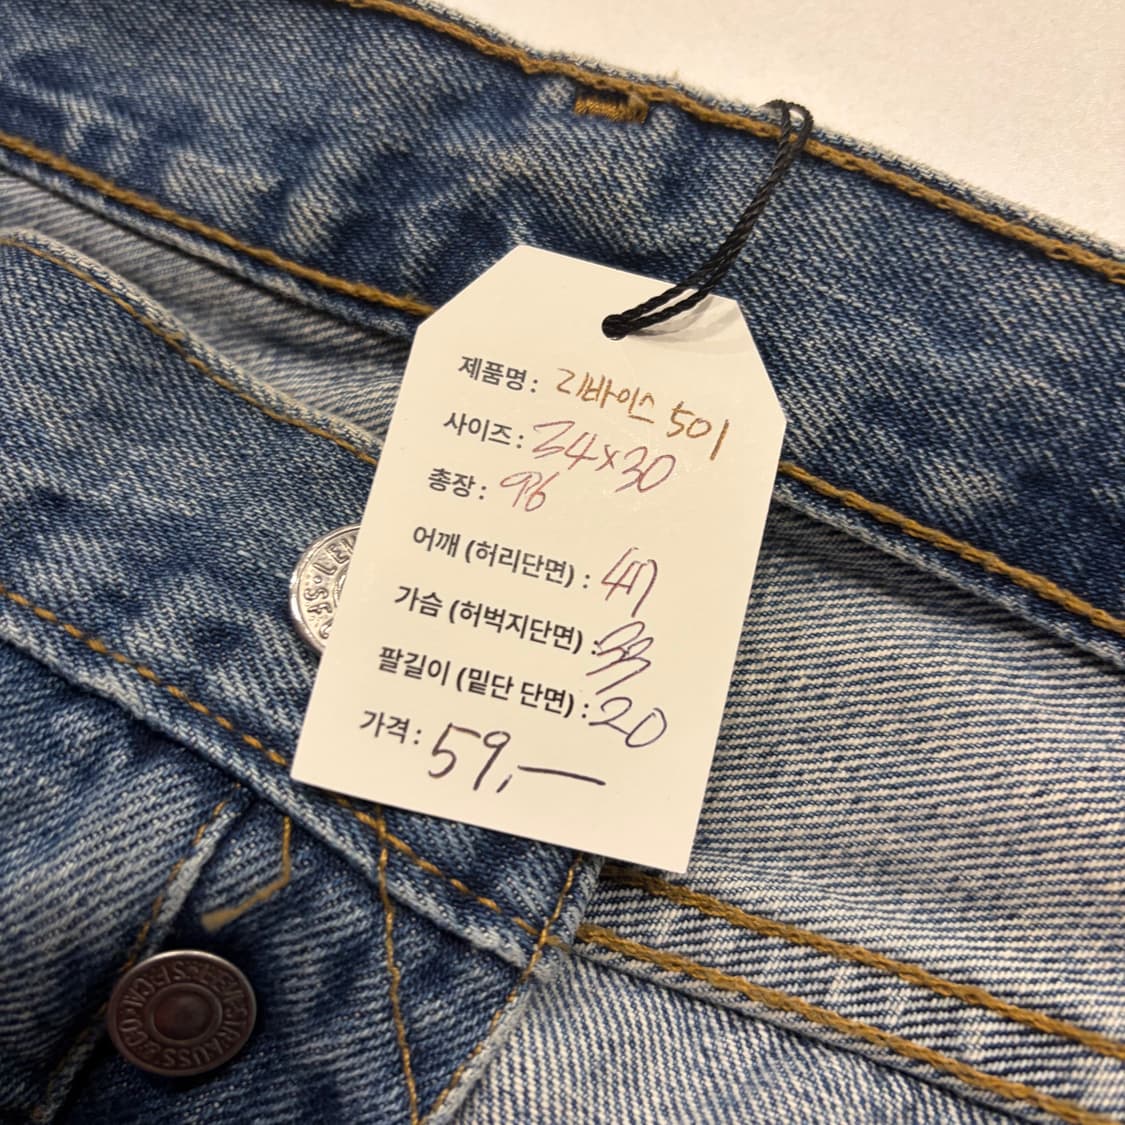 제품명 : 리바이스 501
사이즈 : 34x30
총장 : 96
어깨 (허리단면) : 47
가슴 (허벅지단면) : 33
팔길이 (밑단 단면) : 20
가격 : 59,—